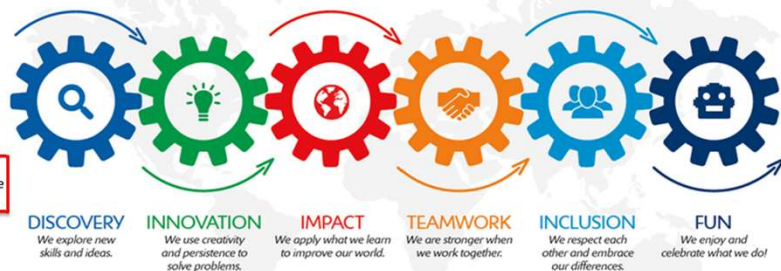 e
DISCOVERY
We explore new
skills and ideas.
INNOVATION
We use creativity
and persistence to
solve problems.
IMPACT
We apply what we learn
to improve our world.
TEAMWORK
We are stronger when
we work together.
INCLUSION
We respect each
other and embrace
our differences.
FUN
We enjoy and
celebrate what we do!